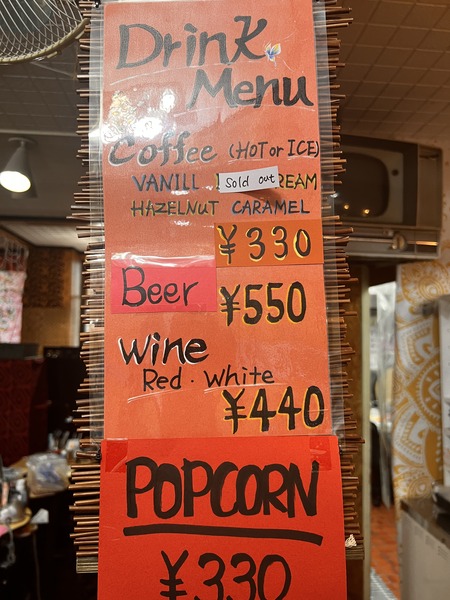 Drink
Menu
Coffee (HOT or ICE)
VANILL Sold out REAM
HAZELNUT CARAMEL
¥330
Beer
¥550
Wine
Red · White
¥440
POPCORN
¥330